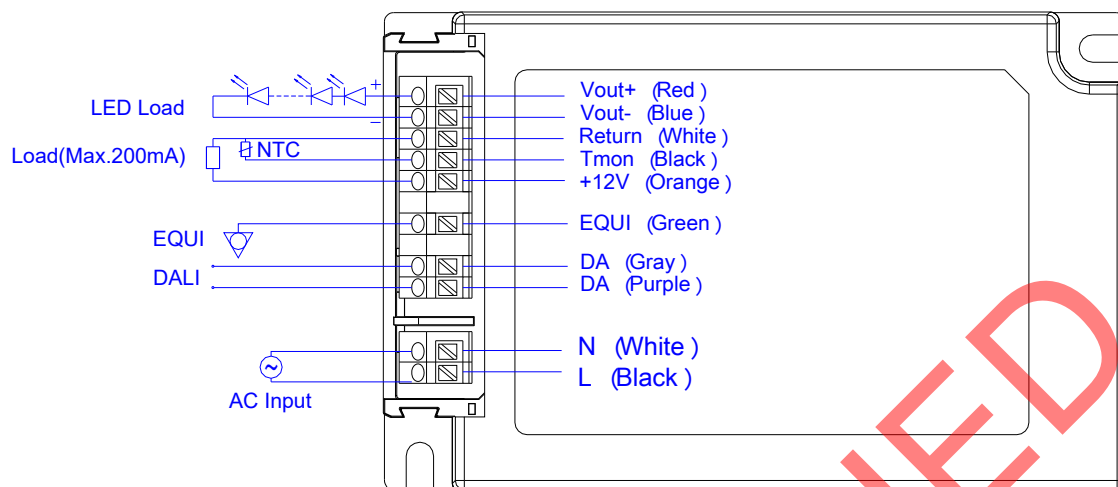 LED Load
+
−
Vout+ (Red)
Vout- (Blue)
Return (White)
Load(Max.200mA)
NTC
Tmon (Black)
+12V (Orange)
EQUI
EQUI (Green)
DALI
DA (Gray)
DA (Purple)
AC Input
N (White)
L (Black)